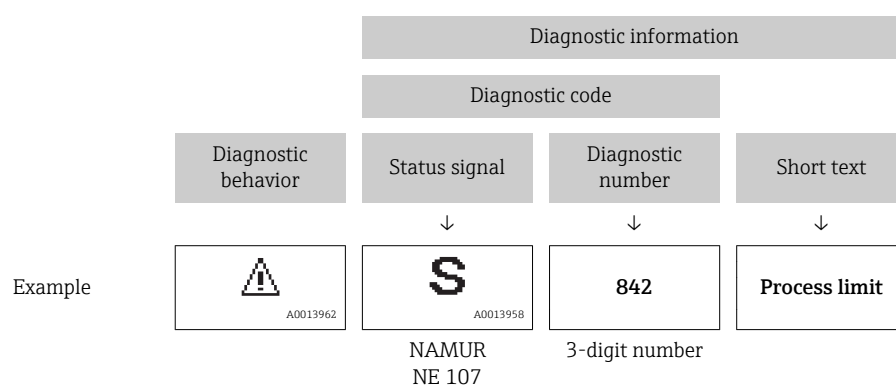 Diagnostic information
Diagnostic code
Diagnostic
behavior
Status signal
Diagnostic
number
Short text
↓ ↓ ↓
Example
A0013962
S
A0013958
842
Process limit
NAMUR
NE 107
3-digit number